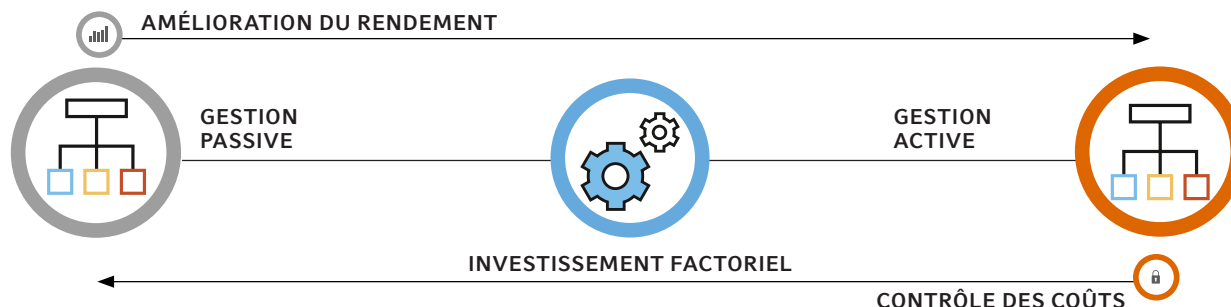 AMÉLIORATION DU RENDEMENT
GESTION
PASSIVE
GESTION
ACTIVE
INVESTISSEMENT FACTORIEL
CONTRÔLE DES COÛTS